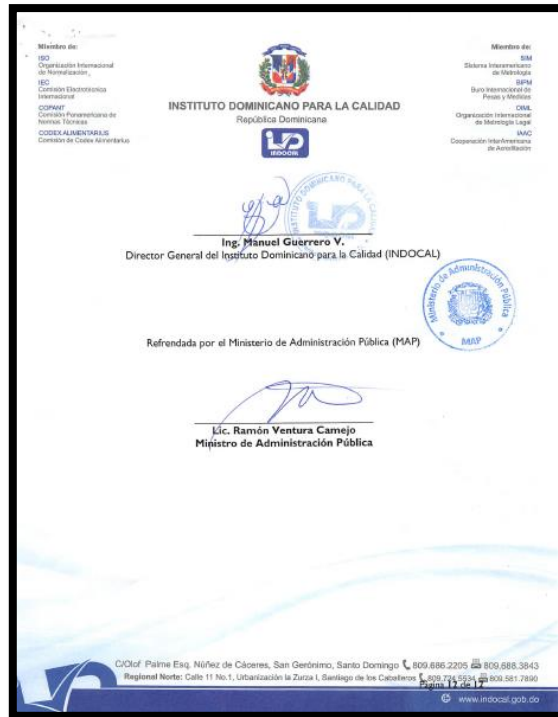 Miembro de:
ISO
Organización Internacional
de Normalización
IEC
Comisión Electrotécnica
Internacional
COPANT
Comisión Panamericana de
Normas Técnicas
CODEX ALIMENTARIUS
Comisión de Codex Alimentarius
Miembro de:
SIM
Sistema Interamericano
de Metrología
BIPM
Buro Internacional de
Pesas y Medidas
OIML
Organización Internacional
de Metrología Legal
IAAC
Cooperación InterAmericana
de Acreditación
INSTITUTO DOMINICANO PARA LA CALIDAD
República Dominicana
INDOCAL
Ing. Manuel Guerrero V.
Director General del Instituto Dominicano para la Calidad (INDOCAL)
Ministerio de Administración Pública
MAP
Refrendada por el Ministerio de Administración Pública (MAP)
Lic. Ramón Ventura Camejo
Ministro de Administración Pública
C/Olof Palme Esq. Núñez de Cáceres, San Gerónimo, Santo Domingo 809.686.2205 809.688.3843
Regional Norte: Calle 11 No.1, Urbanización la Zurza I, Santiago de los Caballeros 809.724.5534 809.581.7890
Página 17 de 17
www.indocal.gob.do